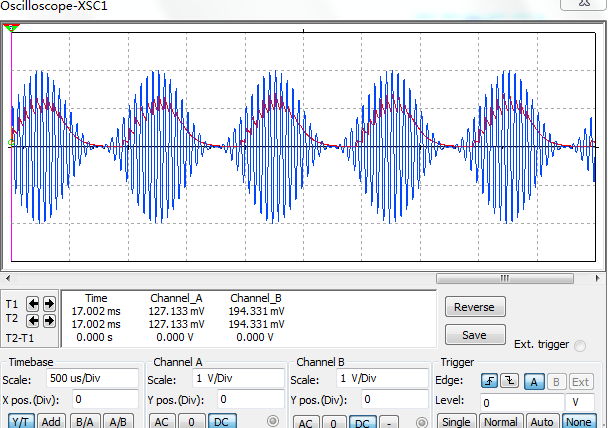 Oscilloscope-XSC1
T1
T2
T2-T1
Time Channel_A Channel_B
17.002 ms 127.133 mV 194.331 mV
17.002 ms 127.133 mV 194.331 mV
0.000 s 0.000 V 0.000 V
Reverse
Save
Ext. trigger
Timebase
Scale: 500 us/Div
X pos.(Div): 0
Y/T Add B/A A/B
Channel A
Scale: 1 V/Div
Y pos.(Div): 0
AC 0 DC
Channel B
Scale: 1 V/Div
Y pos.(Div): 0
AC 0 DC -
Trigger
Edge: A B Ext
Level: 0 V
Single Normal Auto None